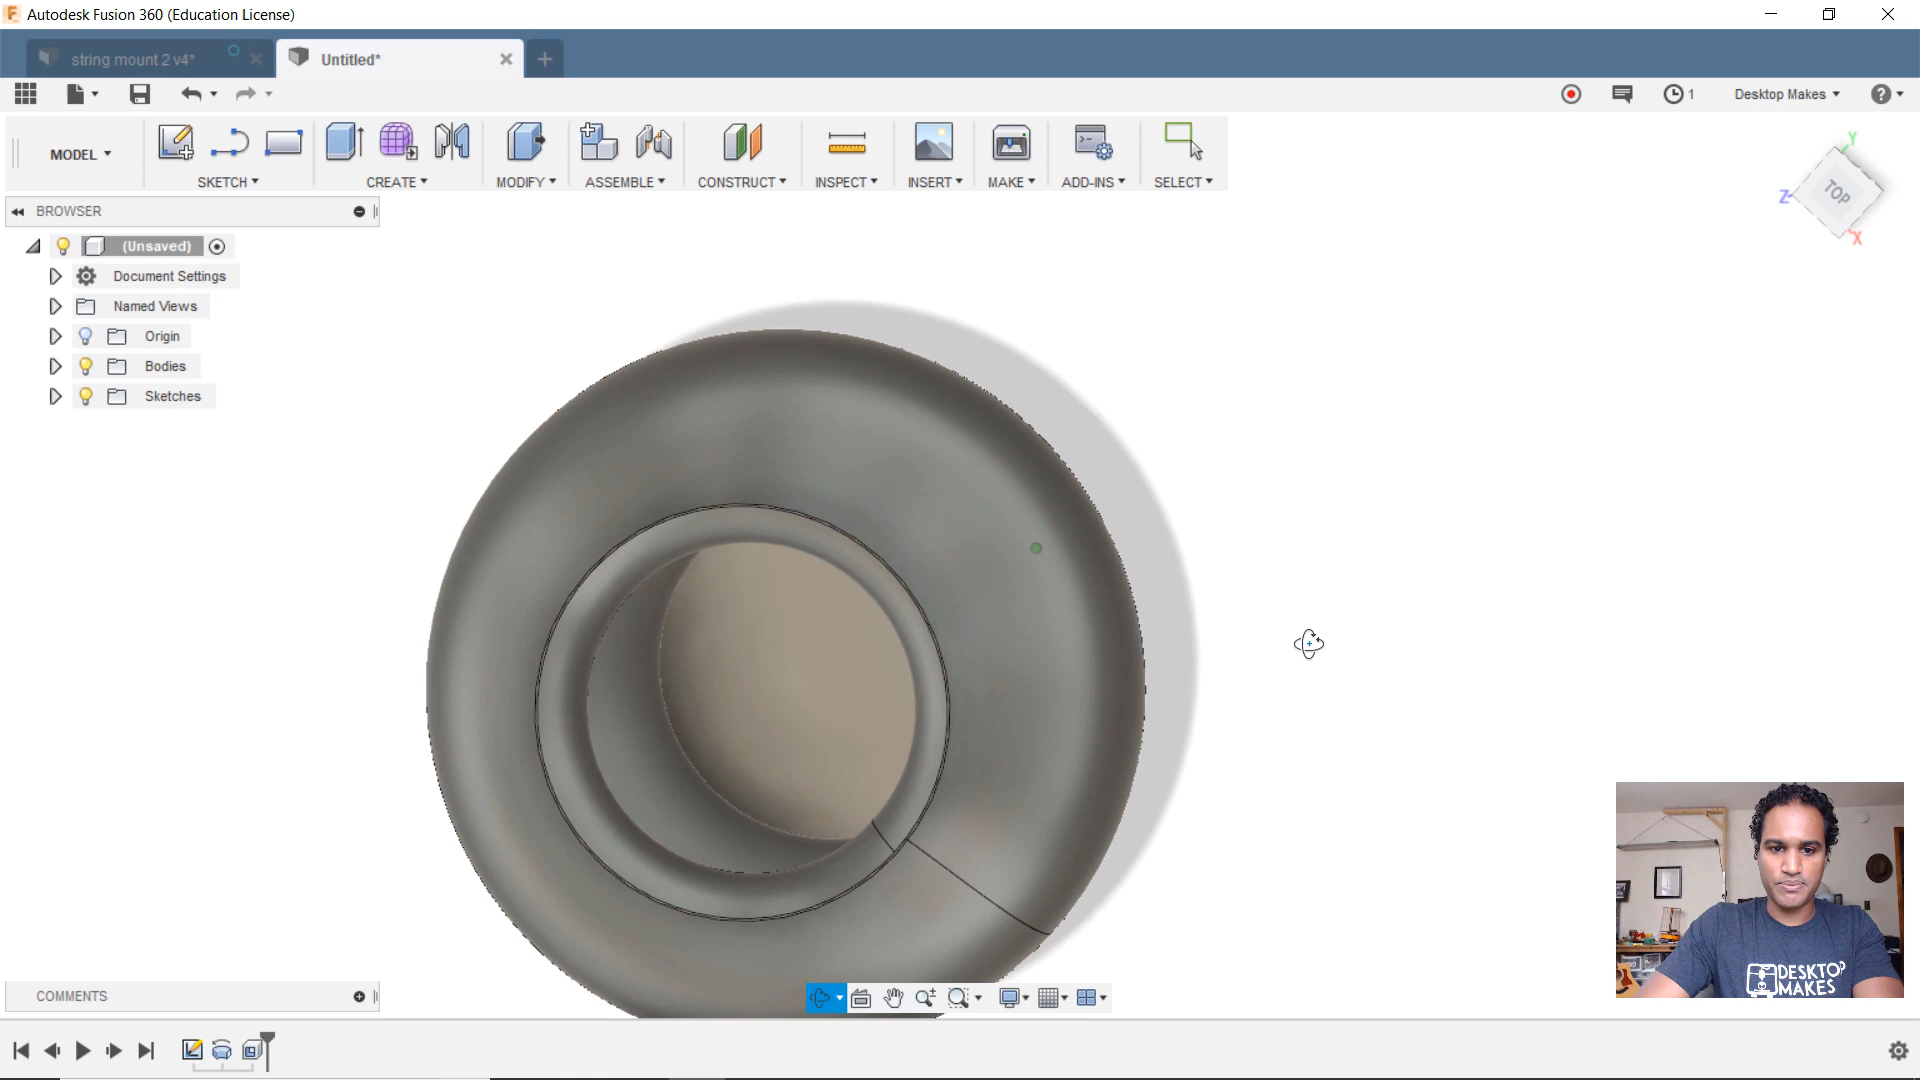 Autodesk Fusion 360 (Education License)
string mount 2 v4*
Untitled*
1
Desktop Makes
MODEL
SKETCH
CREATE
MODIFY
ASSEMBLE
CONSTRUCT
INSPECT
INSERT
MAKE
ADD-INS
SELECT
BROWSER
(Unsaved)
Document Settings
Named Views
Origin
Bodies
Sketches
Y
Z
TOP
X
DESKTOP
MAKES
COMMENTS